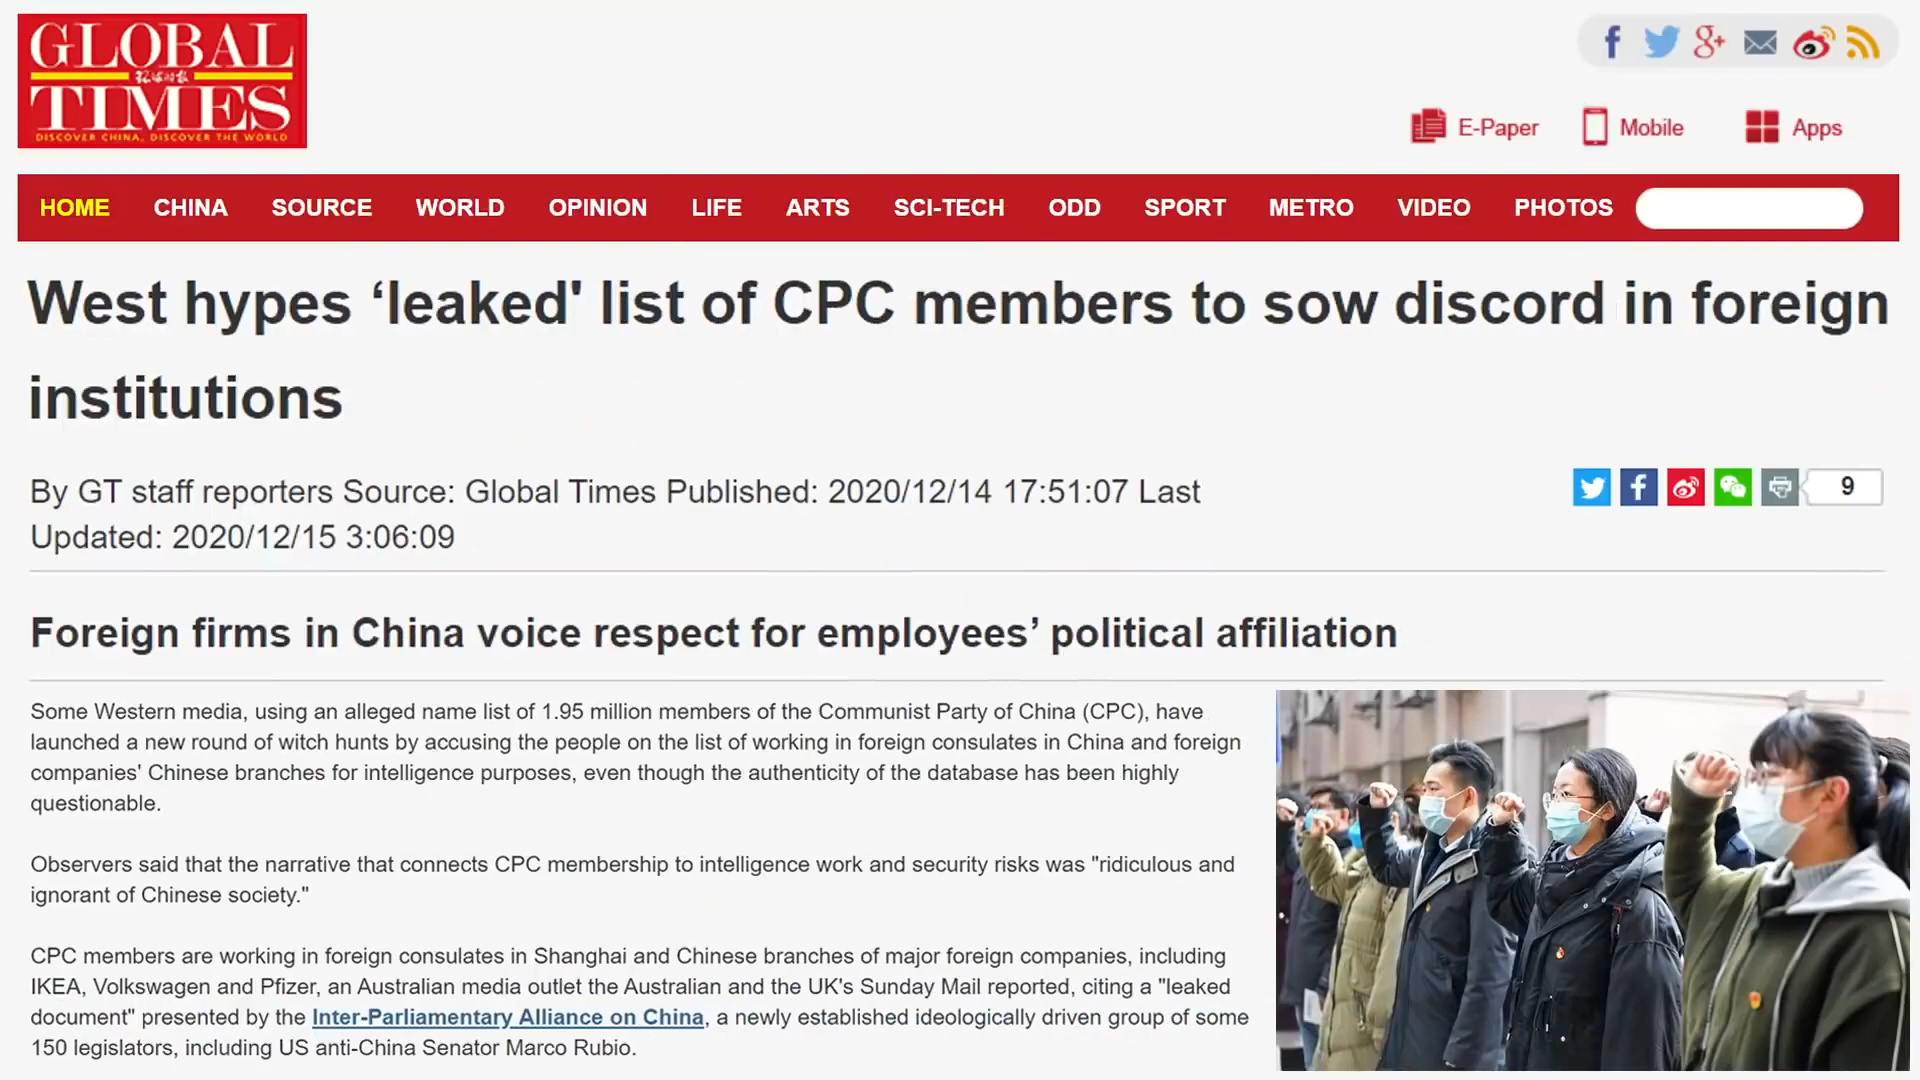 GLOBAL
环球时报
TIMES
DISCOVER CHINA, DISCOVER THE WORLD
E-Paper
Mobile
Apps
HOME CHINA SOURCE WORLD OPINION LIFE ARTS SCI-TECH ODD SPORT METRO VIDEO PHOTOS
West hypes ‘leaked' list of CPC members to sow discord in foreign
institutions
By GT staff reporters Source: Global Times Published: 2020/12/14 17:51:07 Last
Updated: 2020/12/15 3:06:09
9
Foreign firms in China voice respect for employees’ political affiliation
Some Western media, using an alleged name list of 1.95 million members of the Communist Party of China (CPC), have
launched a new round of witch hunts by accusing the people on the list of working in foreign consulates in China and foreign
companies' Chinese branches for intelligence purposes, even though the authenticity of the database has been highly
questionable.
Observers said that the narrative that connects CPC membership to intelligence work and security risks was "ridiculous and
ignorant of Chinese society."
CPC members are working in foreign consulates in Shanghai and Chinese branches of major foreign companies, including
IKEA, Volkswagen and Pfizer, an Australian media outlet the Australian and the UK's Sunday Mail reported, citing a "leaked
document" presented by the Inter-Parliamentary Alliance on China, a newly established ideologically driven group of some
150 legislators, including US anti-China Senator Marco Rubio.